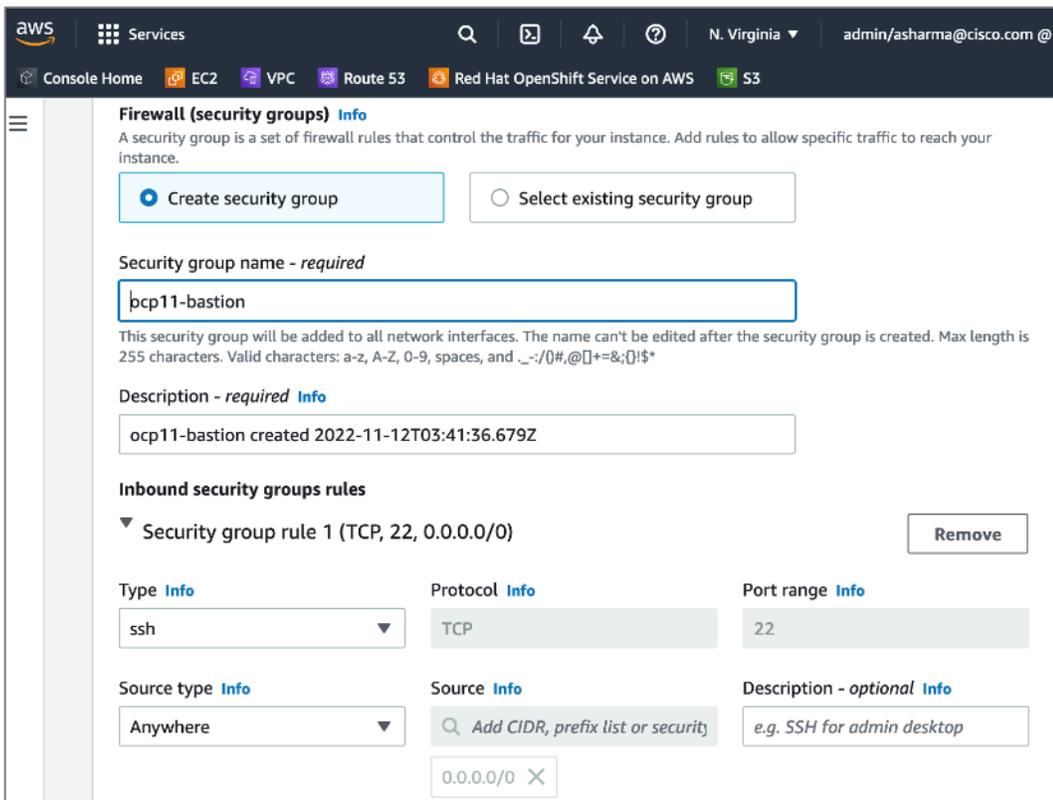 aws Services N. Virginia admin/asharma@cisco.com @
Console Home EC2 VPC Route 53 Red Hat OpenShift Service on AWS S3
Firewall (security groups) Info
A security group is a set of firewall rules that control the traffic for your instance. Add rules to allow specific traffic to reach your
instance.
Create security group Select existing security group
Security group name - required
ocp11-bastion
This security group will be added to all network interfaces. The name can't be edited after the security group is created. Max length is
255 characters. Valid characters: a-z, A-Z, 0-9, spaces, and ._-:/()#,@[]+=&;{}!$*
Description - required Info
ocp11-bastion created 2022-11-12T03:41:36.679Z
Inbound security groups rules
Security group rule 1 (TCP, 22, 0.0.0.0/0) Remove
Type Info Protocol Info Port range Info
ssh TCP 22
Source type Info Source Info Description - optional Info
Anywhere Add CIDR, prefix list or security e.g. SSH for admin desktop
0.0.0.0/0